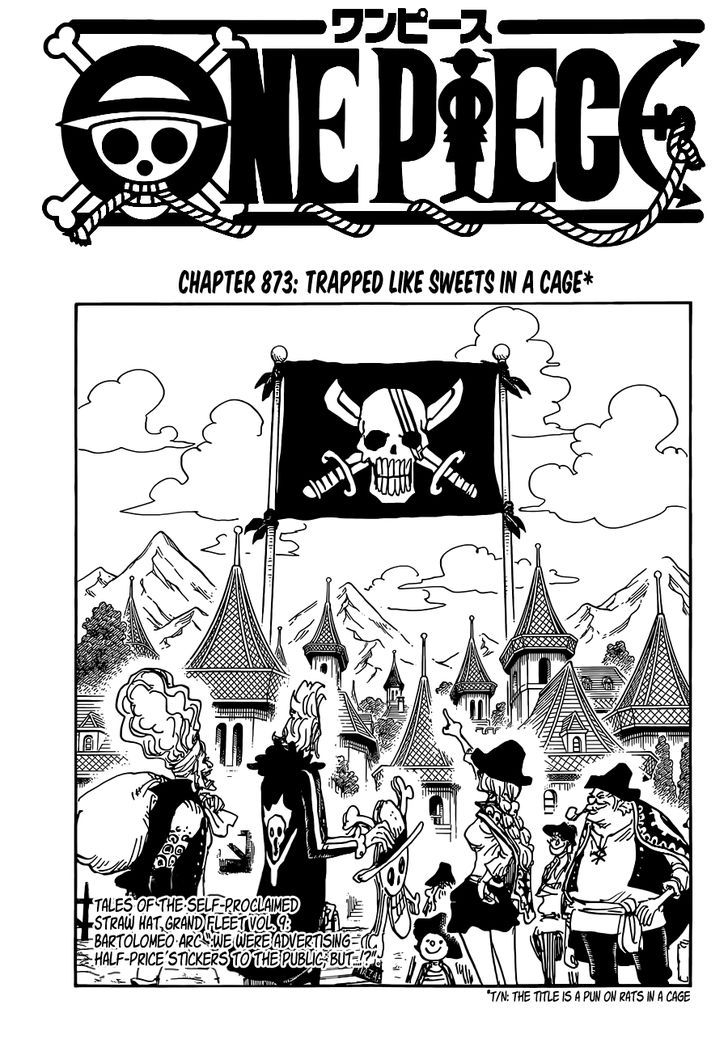 ワンピース
ONE PIECE
CHAPTER 873: TRAPPED LIKE SWEETS IN A CAGE*
TALES OF THE SELF-PROCLAIMED
STRAW HAT GRAND FLEET VOL. 9:
BARTOLOMEO ARC "WE WERE ADVERTISING
HALF-PRICE STICKERS TO THE PUBLIC, BUT...!?"
*T/N: THE TITLE IS A PUN ON RATS IN A CAGE